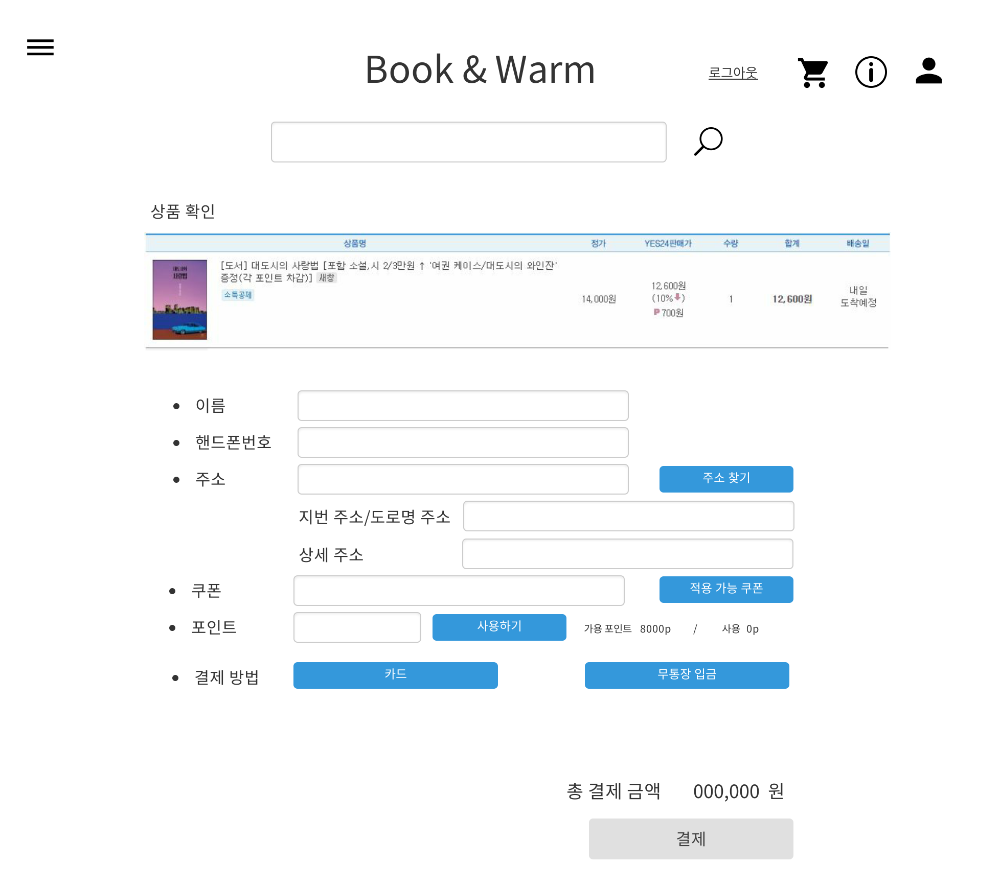 Book & Warm
로그아웃
상품 확인
상품명 정가 YES24판매가 수량 합계 배송일
대도시의
사랑법
[도서] 대도시의 사랑법 [포함 소설,시 2/3만원 ↑ '여권 케이스/대도시의 와인잔'
증정(각 포인트 차감)] 새창
소득공제
14,000원
12,600원
(10%↓)
P 700원
1
12,600원
내일
도착예정
이름
핸드폰번호
주소 주소 찾기
지번 주소/도로명 주소
상세 주소
쿠폰 적용 가능 쿠폰
포인트 사용하기 가용 포인트 8000p / 사용 0p
결제 방법 카드 무통장 입금
총 결제 금액 000,000 원
결제